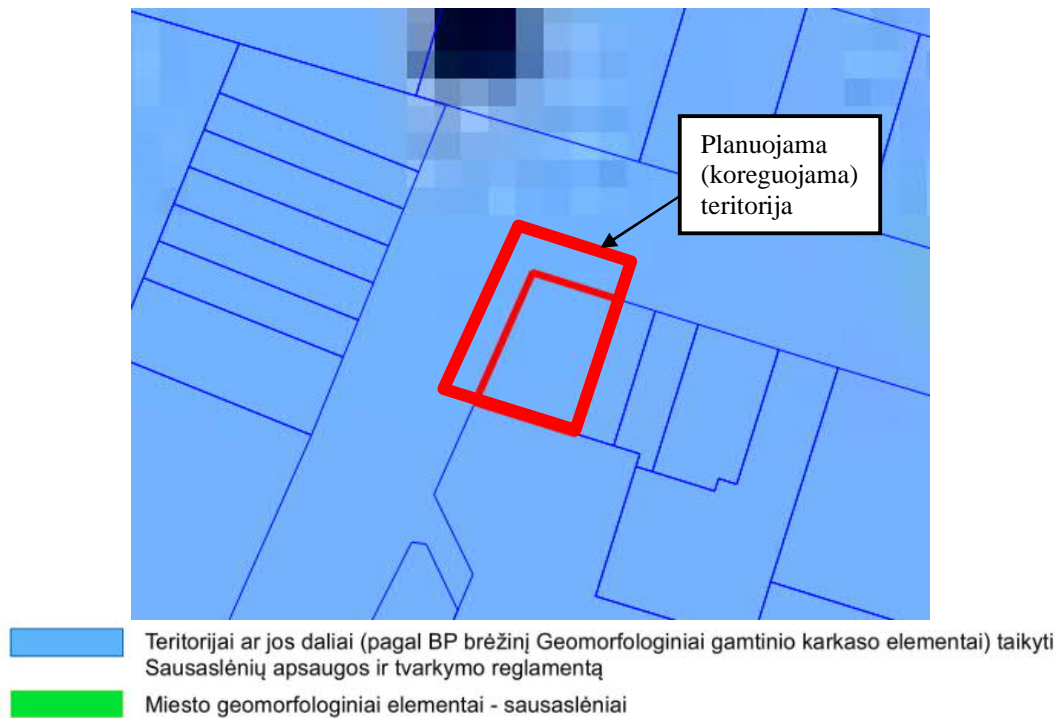 Planuojama
(koreguojama)
teritorija
Teritorijai ar jos daliai (pagal BP brėžinį Geomorfologiniai gamtinio karkaso elementai) taikyti
Sausaslėnių apsaugos ir tvarkymo reglamentą
Miesto geomorfologiniai elementai - sausaslėniai